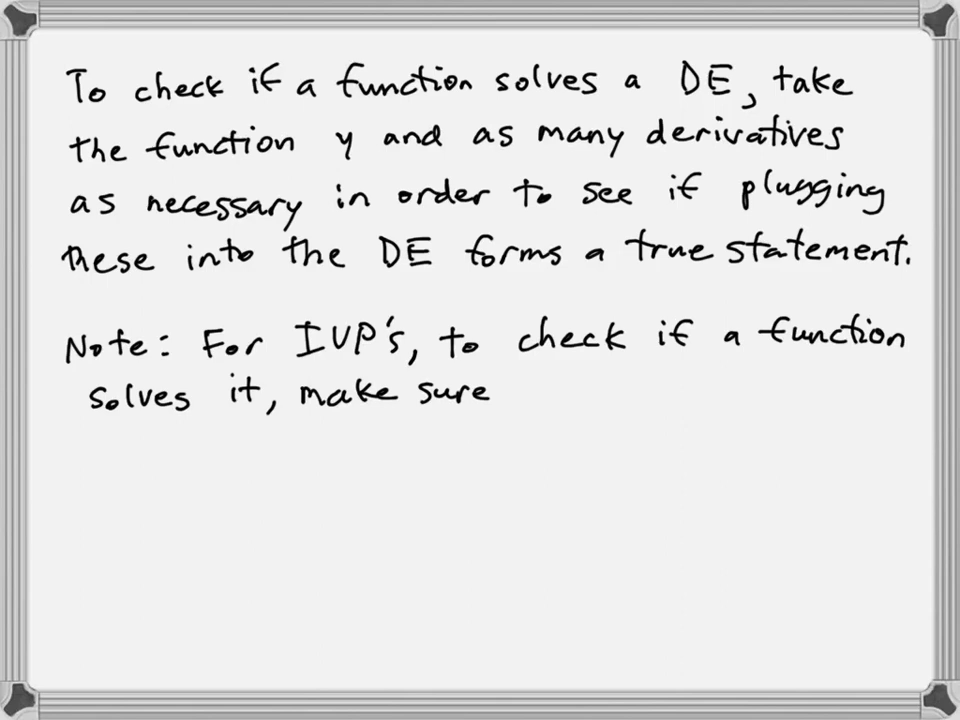 To check if a function solves a DE, take
the function y and as many derivatives
as necessary in order to see if plugging
these into the DE forms a true statement.
Note: For IVP's, to check if a function
solves it, make sure